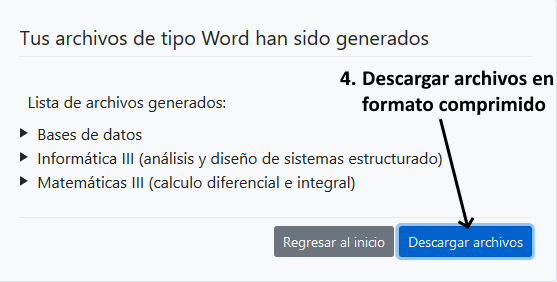 Tus archivos de tipo Word han sido generados
4. Descargar archivos en
formato comprimido
Lista de archivos generados:
Bases de datos
Informática III (análisis y diseño de sistemas estructurado)
Matemáticas III (calculo diferencial e integral)
Regresar al inicio
Descargar archivos